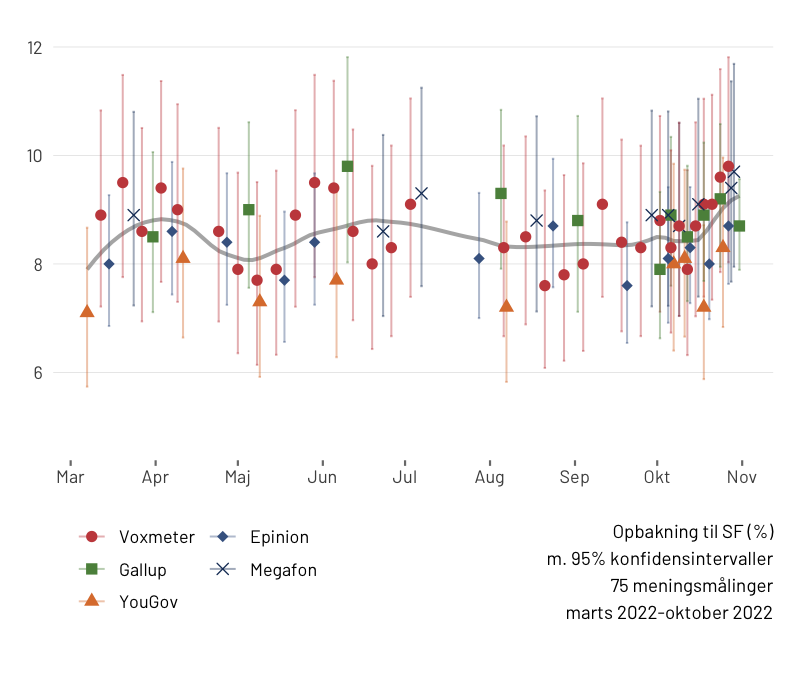 12
10
8
6
Mar Apr Maj Jun Jul Aug Sep Okt Nov
Voxmeter Epinion
Gallup Megafon
YouGov
Opbakning til SF (%)
m. 95% konfidensintervaller
75 meningsmålinger
marts 2022-oktober 2022